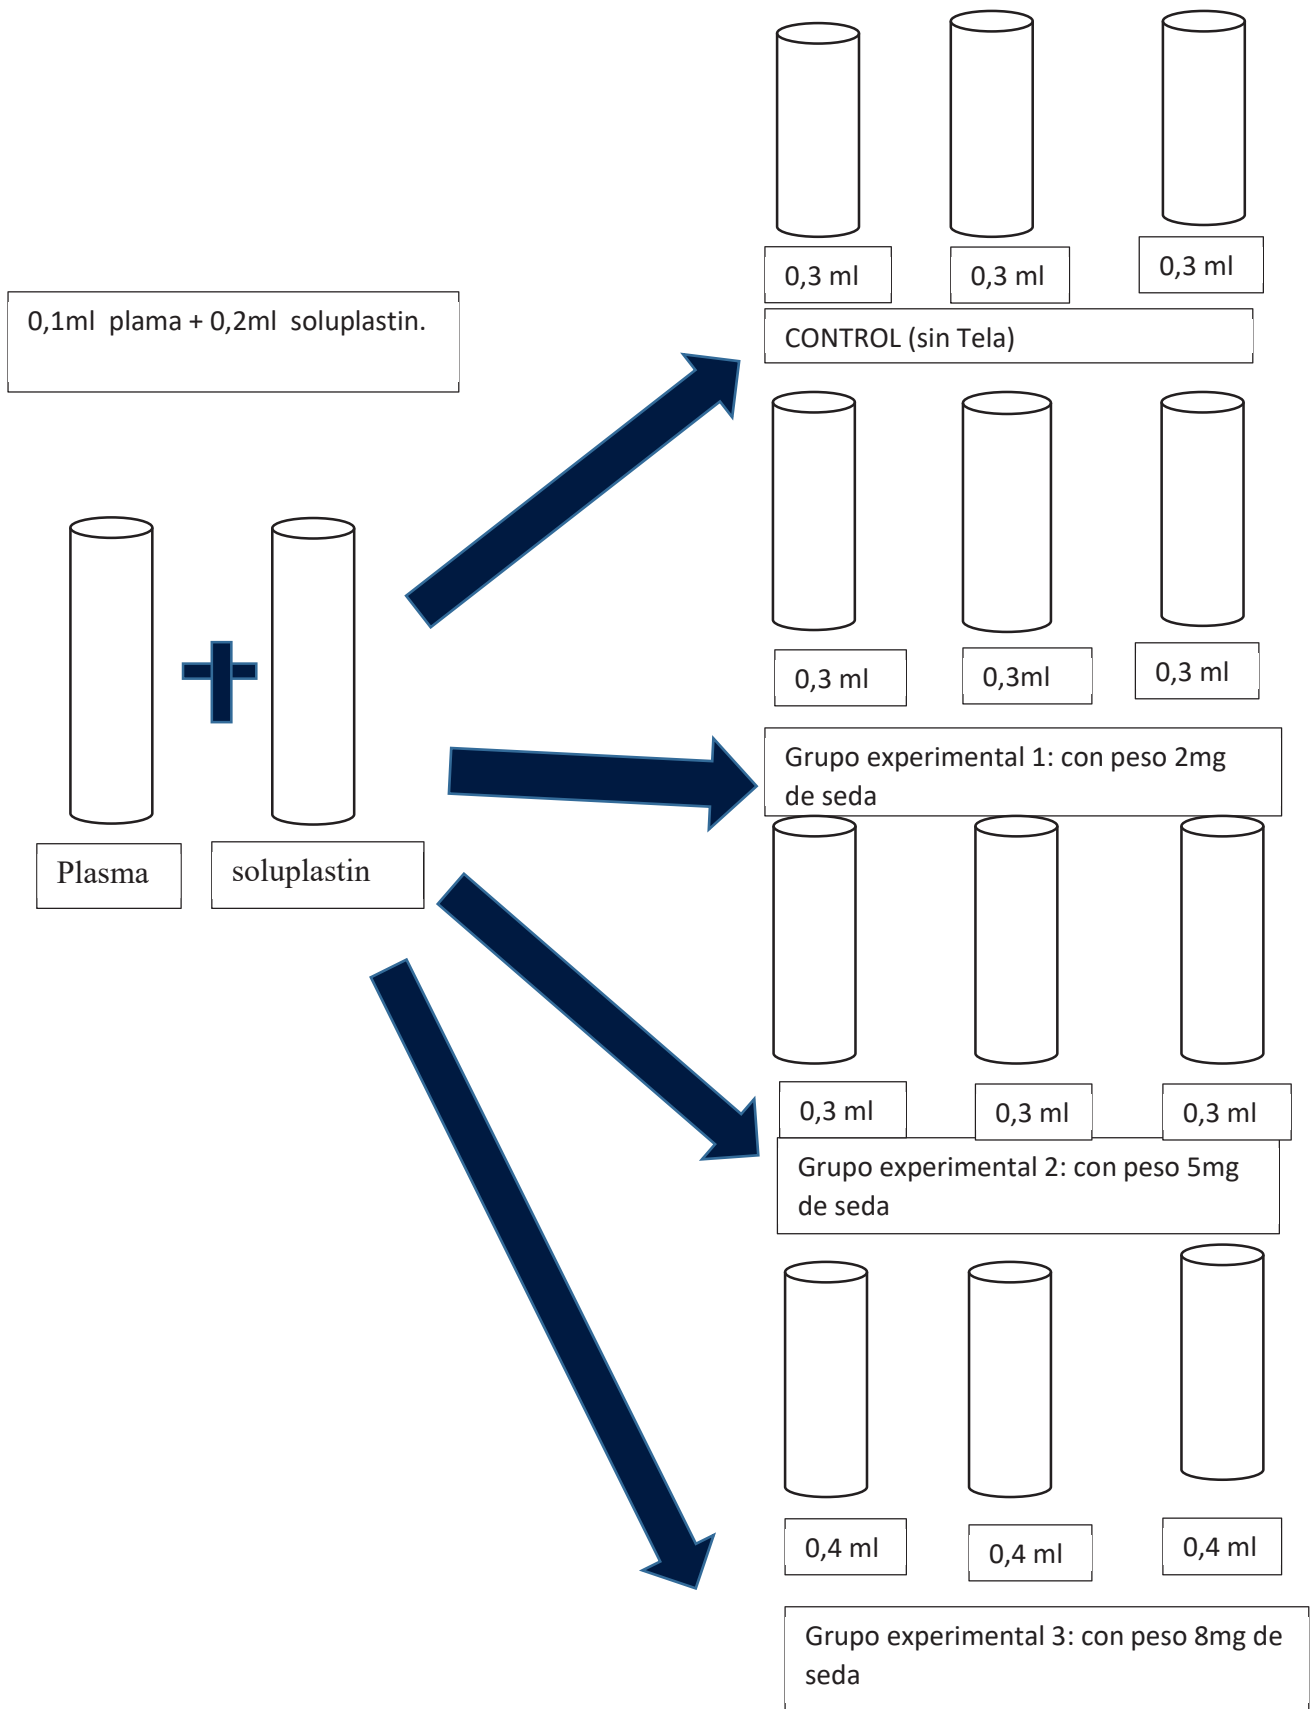 0,3 ml
0,3 ml
0,3 ml
CONTROL (sin Tela)
0,1ml plama + 0,2ml soluplastin.
Plasma
soluplastin
0,3 ml
0,3ml
0,3 ml
Grupo experimental 1: con peso 2mg
de seda
0,3 ml
0,3 ml
0,3 ml
Grupo experimental 2: con peso 5mg
de seda
0,4 ml
0,4 ml
0,4 ml
Grupo experimental 3: con peso 8mg de
seda